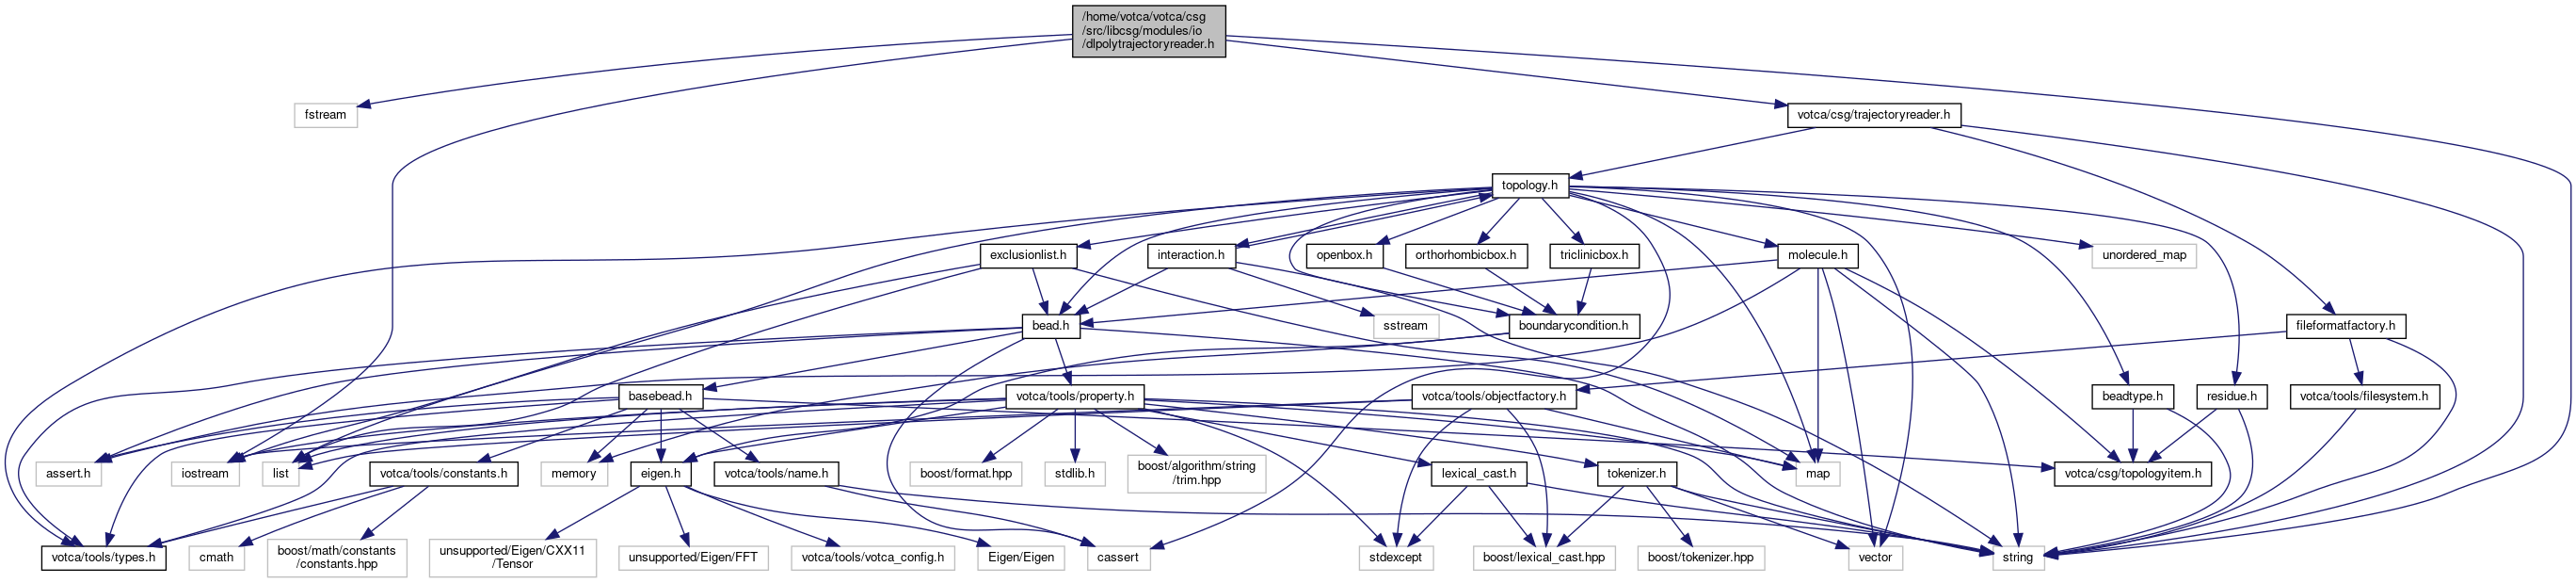 /home/votca/votca/csg
/src/libcsg/modules/io
/dlpolytrajectoryreader.h
fstream
votca/csg/trajectoryreader.h
topology.h
exclusionlist.h
interaction.h
openbox.h
orthorhombicbox.h
triclinicbox.h
molecule.h
unordered_map
bead.h
sstream
boundarycondition.h
fileformatfactory.h
basebead.h
votca/tools/property.h
votca/tools/objectfactory.h
beadtype.h
residue.h
votca/tools/filesystem.h
assert.h
iostream
list
votca/tools/constants.h
memory
eigen.h
votca/tools/name.h
boost/format.hpp
stdlib.h
boost/algorithm/string
/trim.hpp
lexical_cast.h
tokenizer.h
map
votca/csg/topologyitem.h
votca/tools/types.h
cmath
boost/math/constants
/constants.hpp
unsupported/Eigen/CXX11
/Tensor
unsupported/Eigen/FFT
votca/tools/votca_config.h
Eigen/Eigen
cassert
stdexcept
boost/lexical_cast.hpp
boost/tokenizer.hpp
vector
string